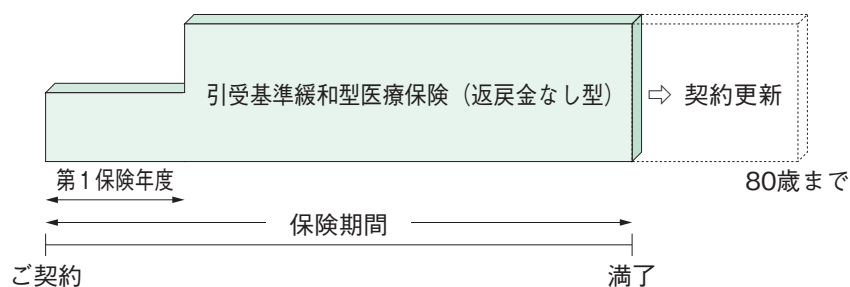 引受基準緩和型医療保険（返戻金なし型）
⇨ 契約更新
第１保険年度
80歳まで
保険期間
ご契約
満了